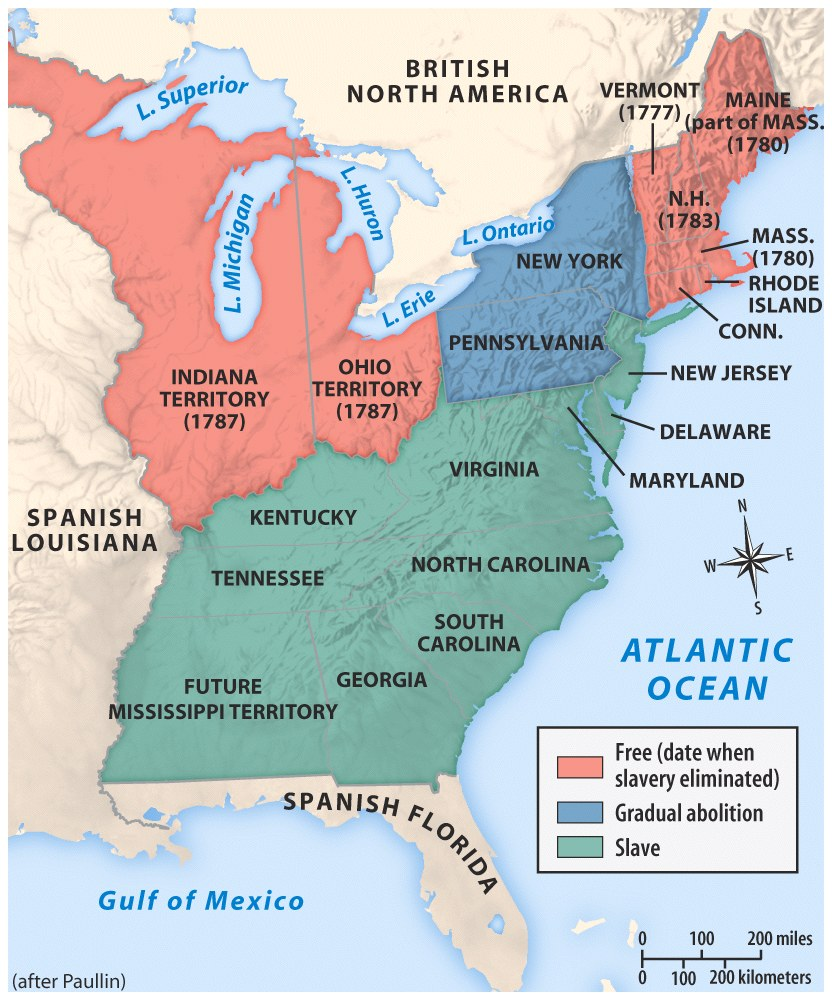 BRITISH
NORTH AMERICA
L. Superior
VERMONT
(1777)
MAINE
(part of MASS.
(1780)
L. Huron
L. Michigan
L. Ontario
N.H.
(1783)
MASS.
(1780)
RHODE
ISLAND
CONN.
NEW YORK
L. Erie
PENNSYLVANIA
NEW JERSEY
INDIANA
TERRITORY
(1787)
OHIO
TERRITORY
(1787)
DELAWARE
MARYLAND
VIRGINIA
SPANISH
LOUISIANA
KENTUCKY
N
W
E
S
TENNESSEE
NORTH CAROLINA
SOUTH
CAROLINA
ATLANTIC
OCEAN
FUTURE
MISSISSIPPI TERRITORY
GEORGIA
SPANISH FLORIDA
Free (date when
slavery eliminated)
Gradual abolition
Slave
Gulf of Mexico
0 100 200 miles
0 100 200 kilometers
(after Paullin)